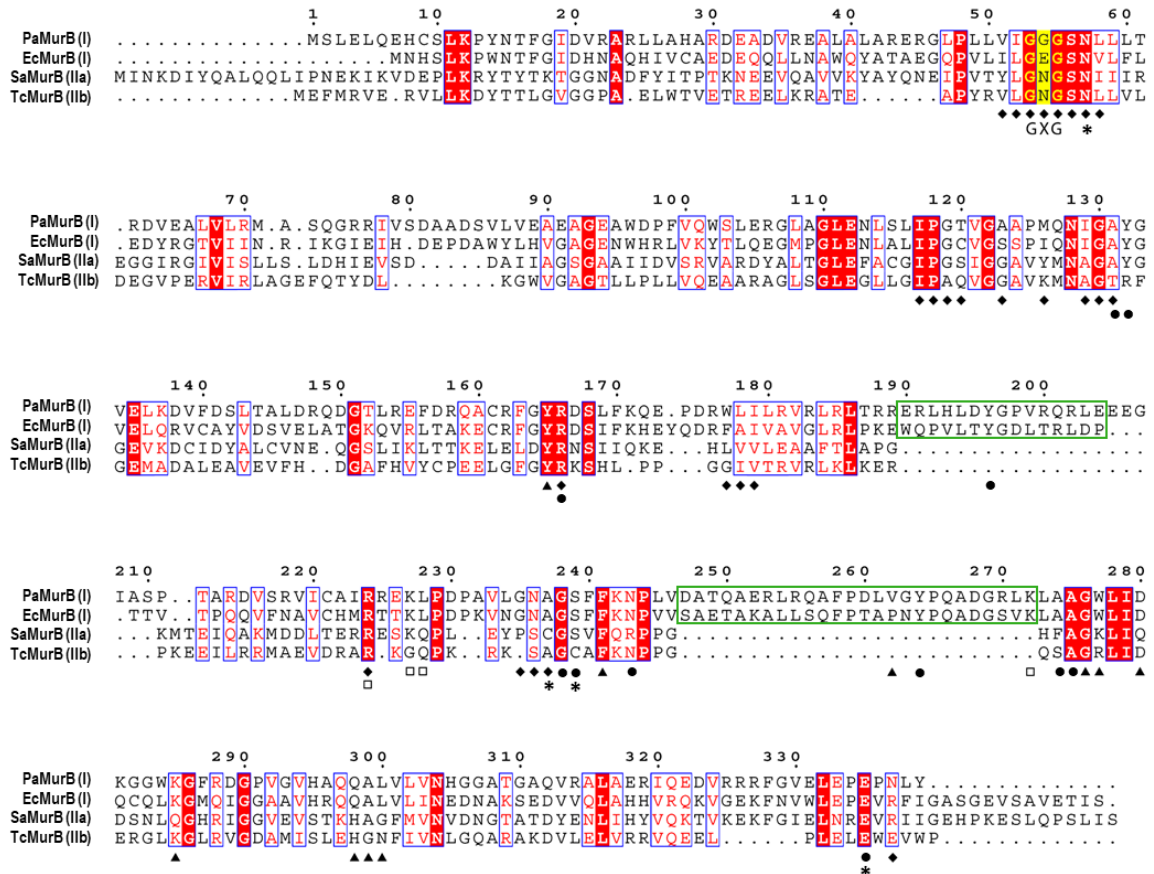 1 10 20 30 40 50 60
PaMurB (I) ..............MSLELQEHCSLKPYNTFGIDVRARLLAHARDEADVREALALARERGLPLLVIGGGSNLLLT
EcMurB (I) ....................MNHSLKPWNTFGIDHNAQHIVCAEDEQQLLNAWQYATAEGQPVLILGEGSNVLFL
SaMurB (IIa) MINKDIYQALQQLIPNEKIKVDEPLKRYTYTKTGGNADFYITPTKNEEVQAVVKYAYQNEIPVTYLGNGSNIIIR
TcMurB (IIb) .............MEFMRVE.RVLLKDYTTLGVGGPA.ELWTVETREELKRATE......APYRVLGNGSNLLVL
GXG *
70 80 90 100 110 120 130
PaMurB (I) .RDVEALVLRM.A.SQGRRIVSDAADSVLVEAEAGEAWDPFVQWSLERGLAGLENLSLIPGTVGAAPMQNIGAYG
EcMurB (I) .EDYRGTVIIN.R.IKGIEIH.DEPDAWYLHVGAGENWHRLVKYTLQEGMPGLENLALIPGCVGSSPIQNIGAYG
SaMurB (IIa) EGGIRGIVISLLS.LDHIEVSD.....DAIIAGSGAAIIDVSRVARDYALTGLEFACGIPGSIGGAVYMNAGAYG
TcMurB (IIb) DEGVPERVIRLAGEFQTYDL........KGWVGAGTLLPLLVQEAARAGLSGLEGLLGIPAQVGGAVKMNAGTRF
140 150 160 170 180 190 200
PaMurB (I) VELKDVFDSLTALDRQDGTLREFDRQACRFGYRDSLFKQE.PDRWLILRVRLRLTRRERLHLDYGPVRQRLEEEG
EcMurB (I) VELQRVCAYVDSVELATGKQVRLTAKECRFGYRDSIFKHEYQDRFAIVAVGLRLPKEWQPVLTYGDLTRLDP...
SaMurB (IIa) GEVKDCIDYALCVNE.QGSLIKLTTKELELDYRNSIIQKE...HLVVLEAAFTLAPG..................
TcMurB (IIb) GEMADALEAVEVFH..DGAFHVYCPEELGFGYRKSHL.PP...GGIVTRVRLKLKER..................
210 220 230 240 250 260 270 280
PaMurB (I) IASP..TARDVSRVICAIRREKLPDPAVLGNAGSFFKNPLVDATQAERLRQAFPDLVGYPQADGRLKLAAGWLID
EcMurB (I) ..TTV.TPQQVFNAVCHMRTTKLPDPKVNGNAGSFFKNPVVSAETAKALLSQFPTAPNYPQADGSVKLAAGWLID
SaMurB (IIa) ...KMTEIQAKMDDLTERRESKQPL..EYPSCGSVFQRPPG..........................HFAGKLIQ
TcMurB (IIb) ...PKEEILRRMAEVDRARGKGQPK..RK.SAGCAFKNPPG..........................QSAGRLID
* *
290 300 310 320 330
PaMurB (I) KGGWKGFRDGPVGVHAQQALVLVNHGGATGAQVRALAERIQEDVRRRFGVELEPEPNLY.
EcMurB (I) QCQLKGMQIGGAAVHRQQALVLINEDNAKSEDVVQLAHHVRQKVGEKFNVWLEPEVRFIGASGEVSAVETIS.
SaMurB (IIa) DSNLQGHRIGGVEVSTKHAGFMVNVDNGTATDYENLIHYVQKTVKEKFGIELNREVRIIGEHPKESLQPSLIS
TcMurB (IIb) ERGLKGLRVGDAMISLEHGNFIVNLGQARAKDVLELVRRVQEEL......PLEWEVWP
*